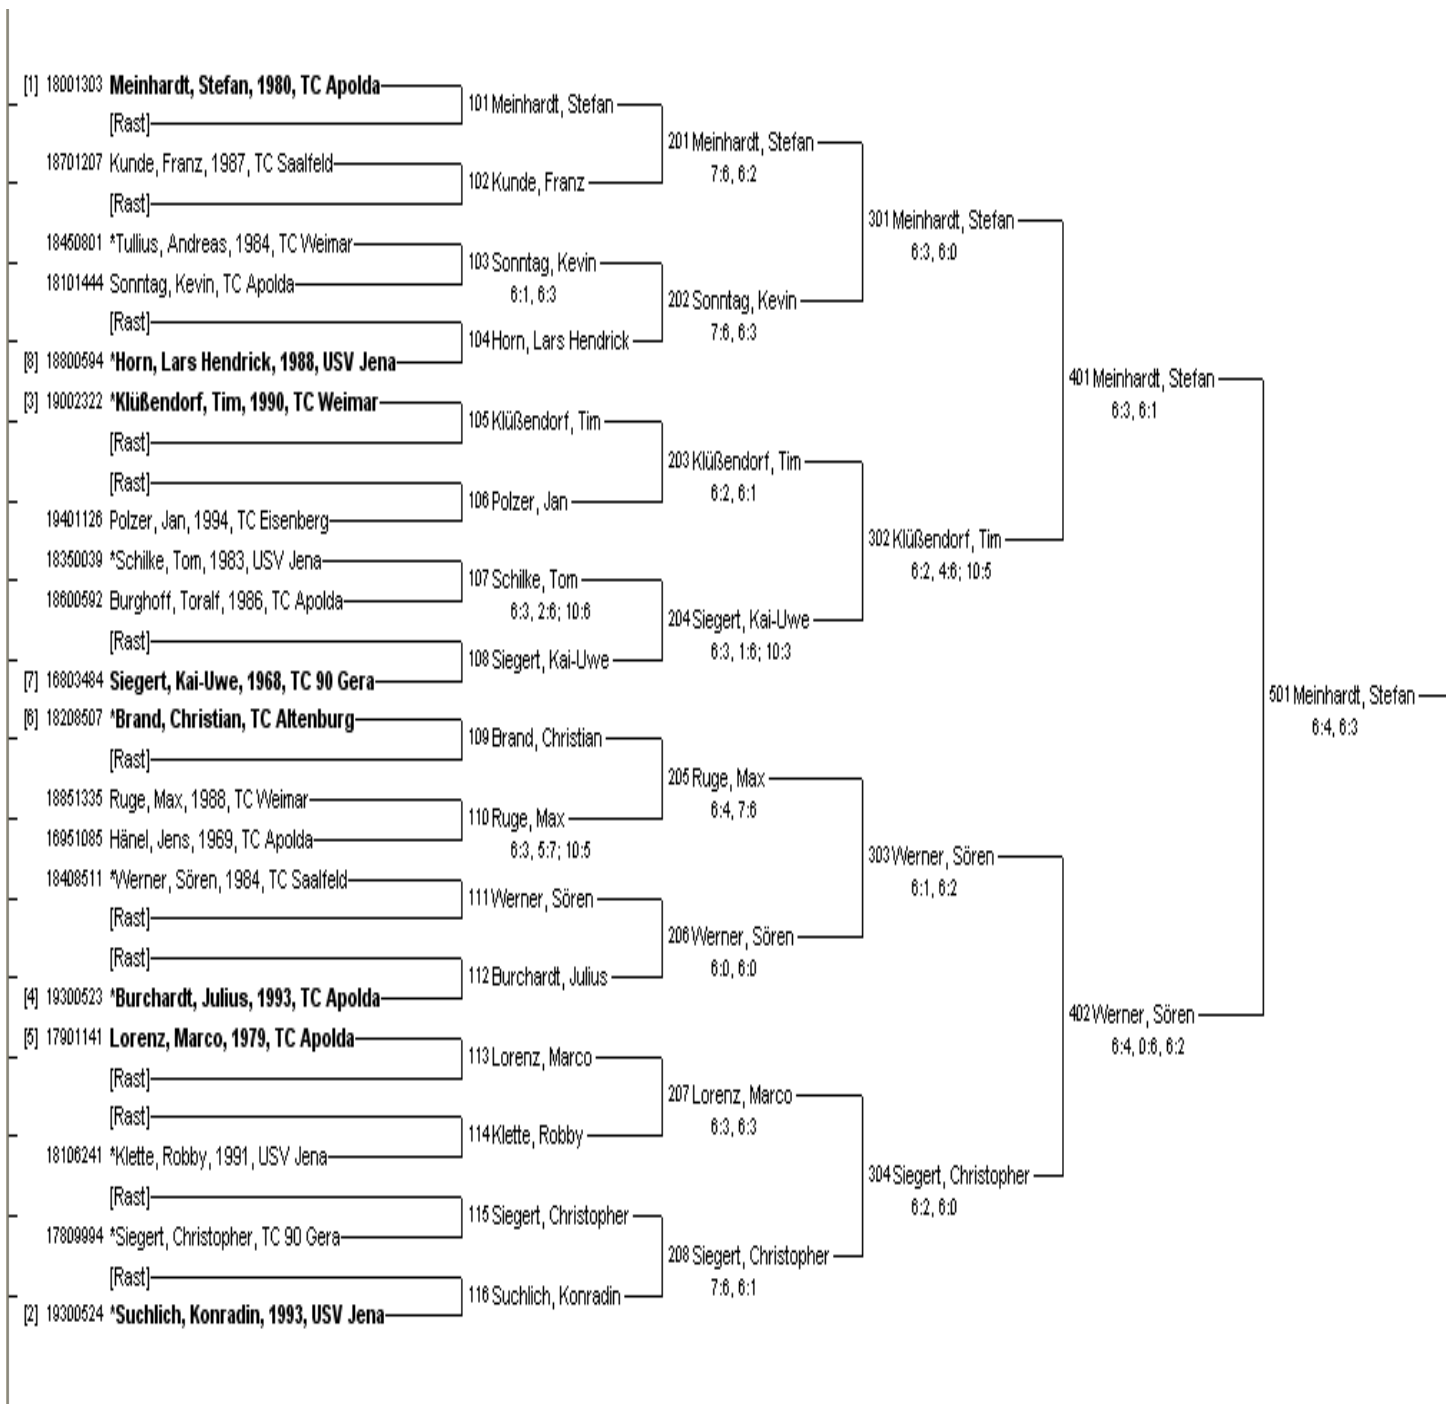 [1] 18001303 Meinhardt, Stefan, 1980, TC Apolda
[Rast]
18701207 Kunde, Franz, 1987, TC Saalfeld
[Rast]
18450801 *Tullius, Andreas, 1984, TC Weimar
18101444 Sonntag, Kevin, TC Apolda
[Rast]
[8] 18800594 *Horn, Lars Hendrick, 1988, USV Jena
[3] 19002322 *Klüßendorf, Tim, 1990, TC Weimar
[Rast]
[Rast]
19401126 Polzer, Jan, 1994, TC Eisenberg
18350039 *Schilke, Tom, 1983, USV Jena
18600592 Burghoff, Toralf, 1986, TC Apolda
[Rast]
[7] 16803484 Siegert, Kai-Uwe, 1968, TC 90 Gera
[6] 18208507 *Brand, Christian, TC Altenburg
[Rast]
18851335 Ruge, Max, 1988, TC Weimar
16951085 Hänel, Jens, 1969, TC Apolda
18408511 *Werner, Sören, 1984, TC Saalfeld
[Rast]
[Rast]
[4] 19300523 *Burchardt, Julius, 1993, TC Apolda
[5] 17901141 Lorenz, Marco, 1979, TC Apolda
[Rast]
[Rast]
18106241 *Klette, Robby, 1991, USV Jena
[Rast]
17809994 *Siegert, Christopher, TC 90 Gera
[Rast]
[2] 19300524 *Suchlich, Konradin, 1993, USV Jena
101 Meinhardt, Stefan
102 Kunde, Franz
103 Sonntag, Kevin
6:1, 6:3
104 Horn, Lars Hendrick
105 Klüßendorf, Tim
106 Polzer, Jan
107 Schilke, Tom
6:3, 2:6; 10:6
108 Siegert, Kai-Uwe
109 Brand, Christian
110 Ruge, Max
6:3, 5:7; 10:5
111 Werner, Sören
112 Burchardt, Julius
113 Lorenz, Marco
114 Klette, Robby
115 Siegert, Christopher
116 Suchlich, Konradin
201 Meinhardt, Stefan
7:6, 6:2
202 Sonntag, Kevin
7:6, 6:3
203 Klüßendorf, Tim
6:2, 6:1
204 Siegert, Kai-Uwe
6:3, 1:6; 10:3
205 Ruge, Max
6:4, 7:6
206 Werner, Sören
6:0, 6:0
207 Lorenz, Marco
6:3, 6:3
208 Siegert, Christopher
7:6, 6:1
301 Meinhardt, Stefan
6:3, 6:0
302 Klüßendorf, Tim
6:2, 4:6; 10:5
303 Werner, Sören
6:1, 6:2
304 Siegert, Christopher
6:2, 6:0
401 Meinhardt, Stefan
6:3, 6:1
402 Werner, Sören
6:4, 0:6, 6:2
501 Meinhardt, Stefan
6:4, 6:3